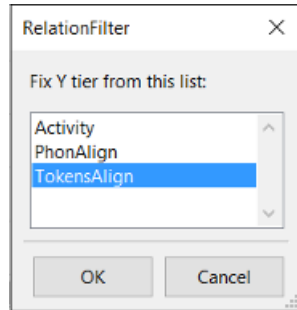 RelationFilter
Fix Y tier from this list:
Activity
PhonAlign
TokensAlign
OK Cancel